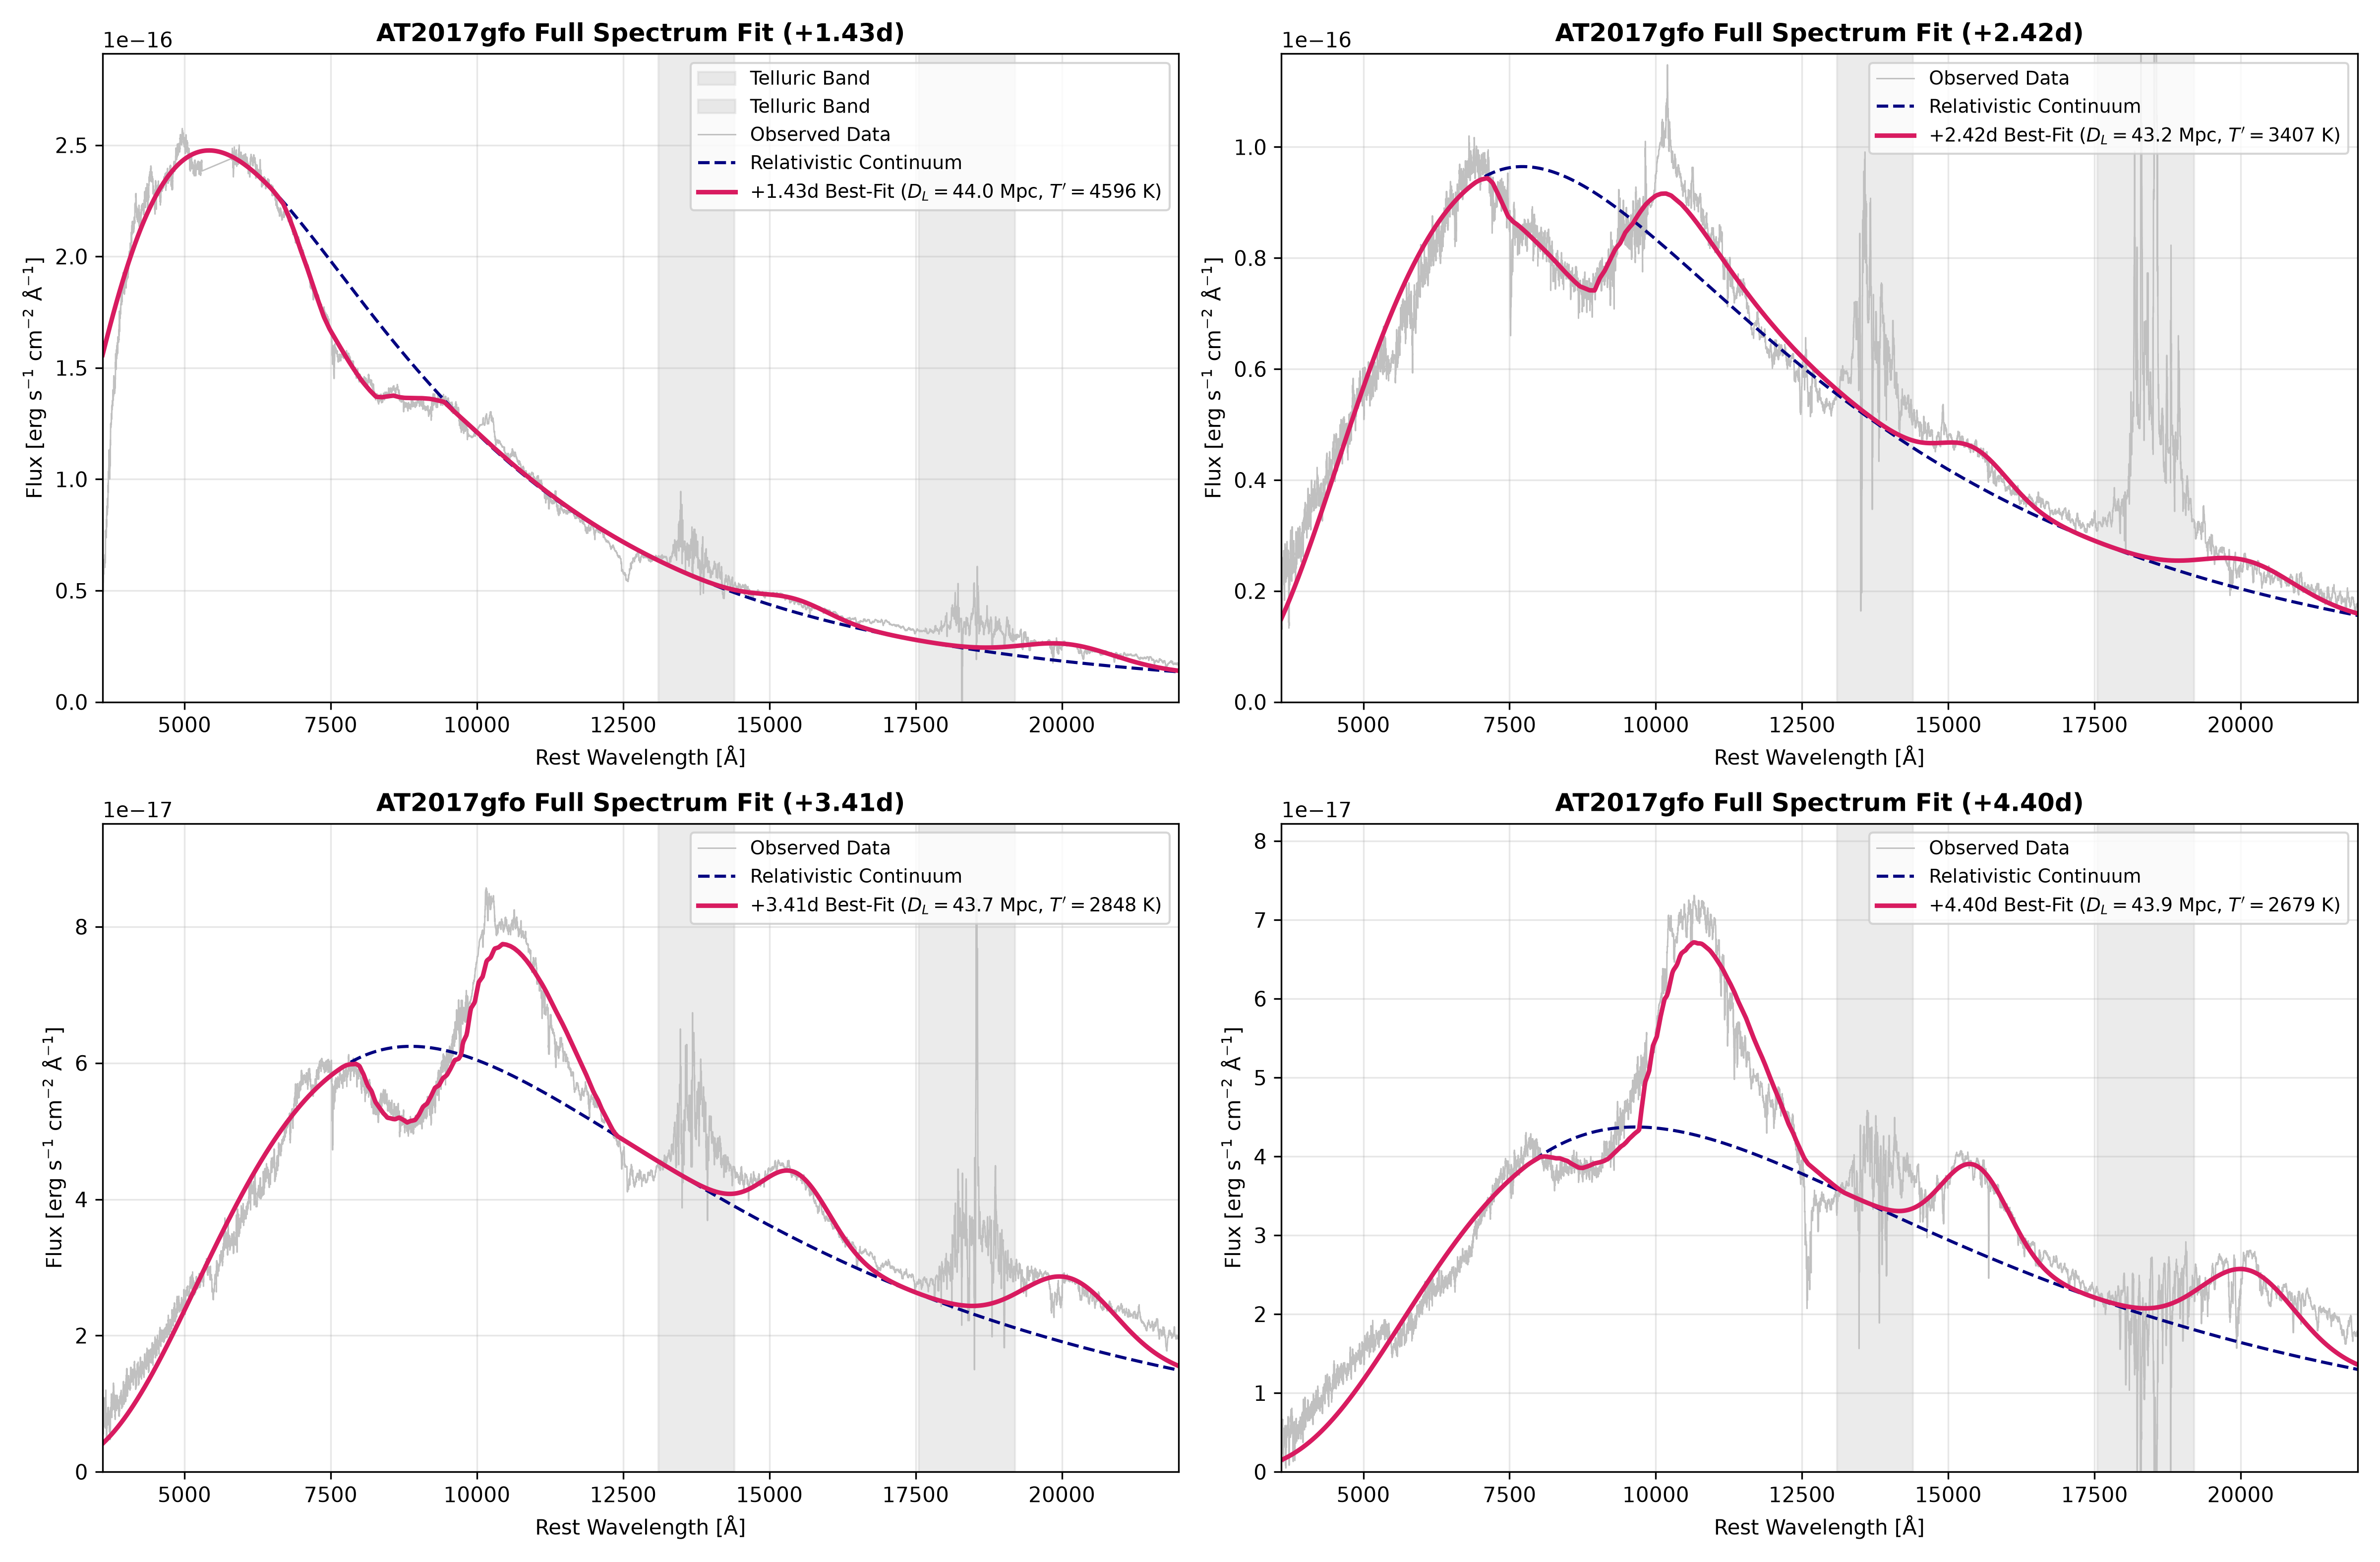 AT2017gfo Full Spectrum Fit (+1.43d)
1e−16
Flux [erg s⁻¹ cm⁻² Å⁻¹]
2.5
2.0
1.5
1.0
0.5
0.0
Telluric Band
Telluric Band
Observed Data
Relativistic Continuum
+1.43d Best-Fit (D_L = 44.0 Mpc, T′ = 4596 K)
5000 7500 10000 12500 15000 17500 20000
Rest Wavelength [Å]
AT2017gfo Full Spectrum Fit (+2.42d)
1e−16
Flux [erg s⁻¹ cm⁻² Å⁻¹]
1.0
0.8
0.6
0.4
0.2
0.0
Observed Data
Relativistic Continuum
+2.42d Best-Fit (D_L = 43.2 Mpc, T′ = 3407 K)
5000 7500 10000 12500 15000 17500 20000
Rest Wavelength [Å]
AT2017gfo Full Spectrum Fit (+3.41d)
1e−17
Flux [erg s⁻¹ cm⁻² Å⁻¹]
8
6
4
2
0
Observed Data
Relativistic Continuum
+3.41d Best-Fit (D_L = 43.7 Mpc, T′ = 2848 K)
5000 7500 10000 12500 15000 17500 20000
Rest Wavelength [Å]
AT2017gfo Full Spectrum Fit (+4.40d)
1e−17
Flux [erg s⁻¹ cm⁻² Å⁻¹]
8
7
6
5
4
3
2
1
0
Observed Data
Relativistic Continuum
+4.40d Best-Fit (D_L = 43.9 Mpc, T′ = 2679 K)
5000 7500 10000 12500 15000 17500 20000
Rest Wavelength [Å]